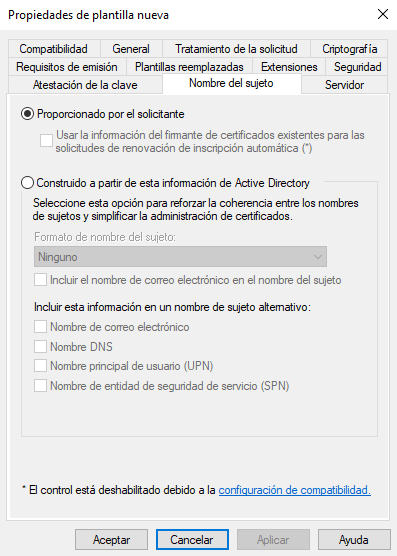 Propiedades de plantilla nueva
Compatibilidad General Tratamiento de la solicitud Criptografía
Requisitos de emisión Plantillas reemplazadas Extensiones Seguridad
Atestación de la clave Nombre del sujeto Servidor
Proporcionado por el solicitante
Usar la información del firmante de certificados existentes para las
solicitudes de renovación de inscripción automática (*)
Construido a partir de esta información de Active Directory
Seleccione esta opción para reforzar la coherencia entre los nombres
de sujetos y simplificar la administración de certificados.
Formato de nombre del sujeto:
Ninguno
Incluir el nombre de correo electrónico en el nombre del sujeto
Incluir esta información en un nombre de sujeto alternativo:
Nombre de correo electrónico
Nombre DNS
Nombre principal de usuario (UPN)
Nombre de entidad de seguridad de servicio (SPN)
* El control está deshabilitado debido a la configuración de compatibilidad.
Aceptar Cancelar Aplicar Ayuda